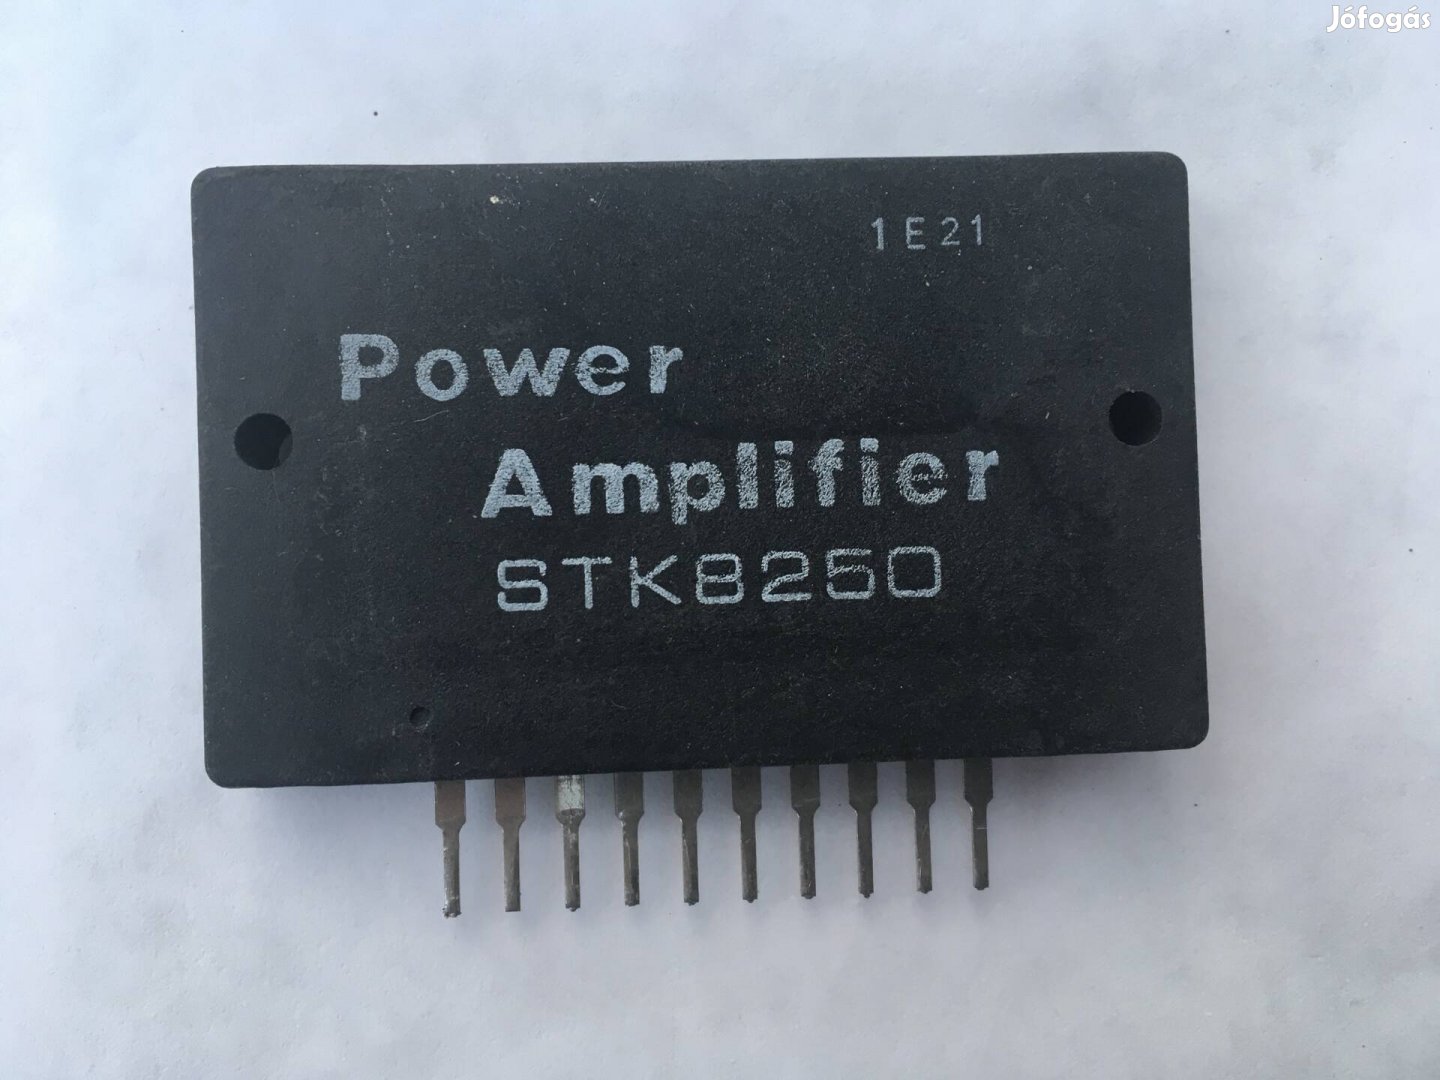 Jófogás
1E21
Power
Amplifier
STK8250